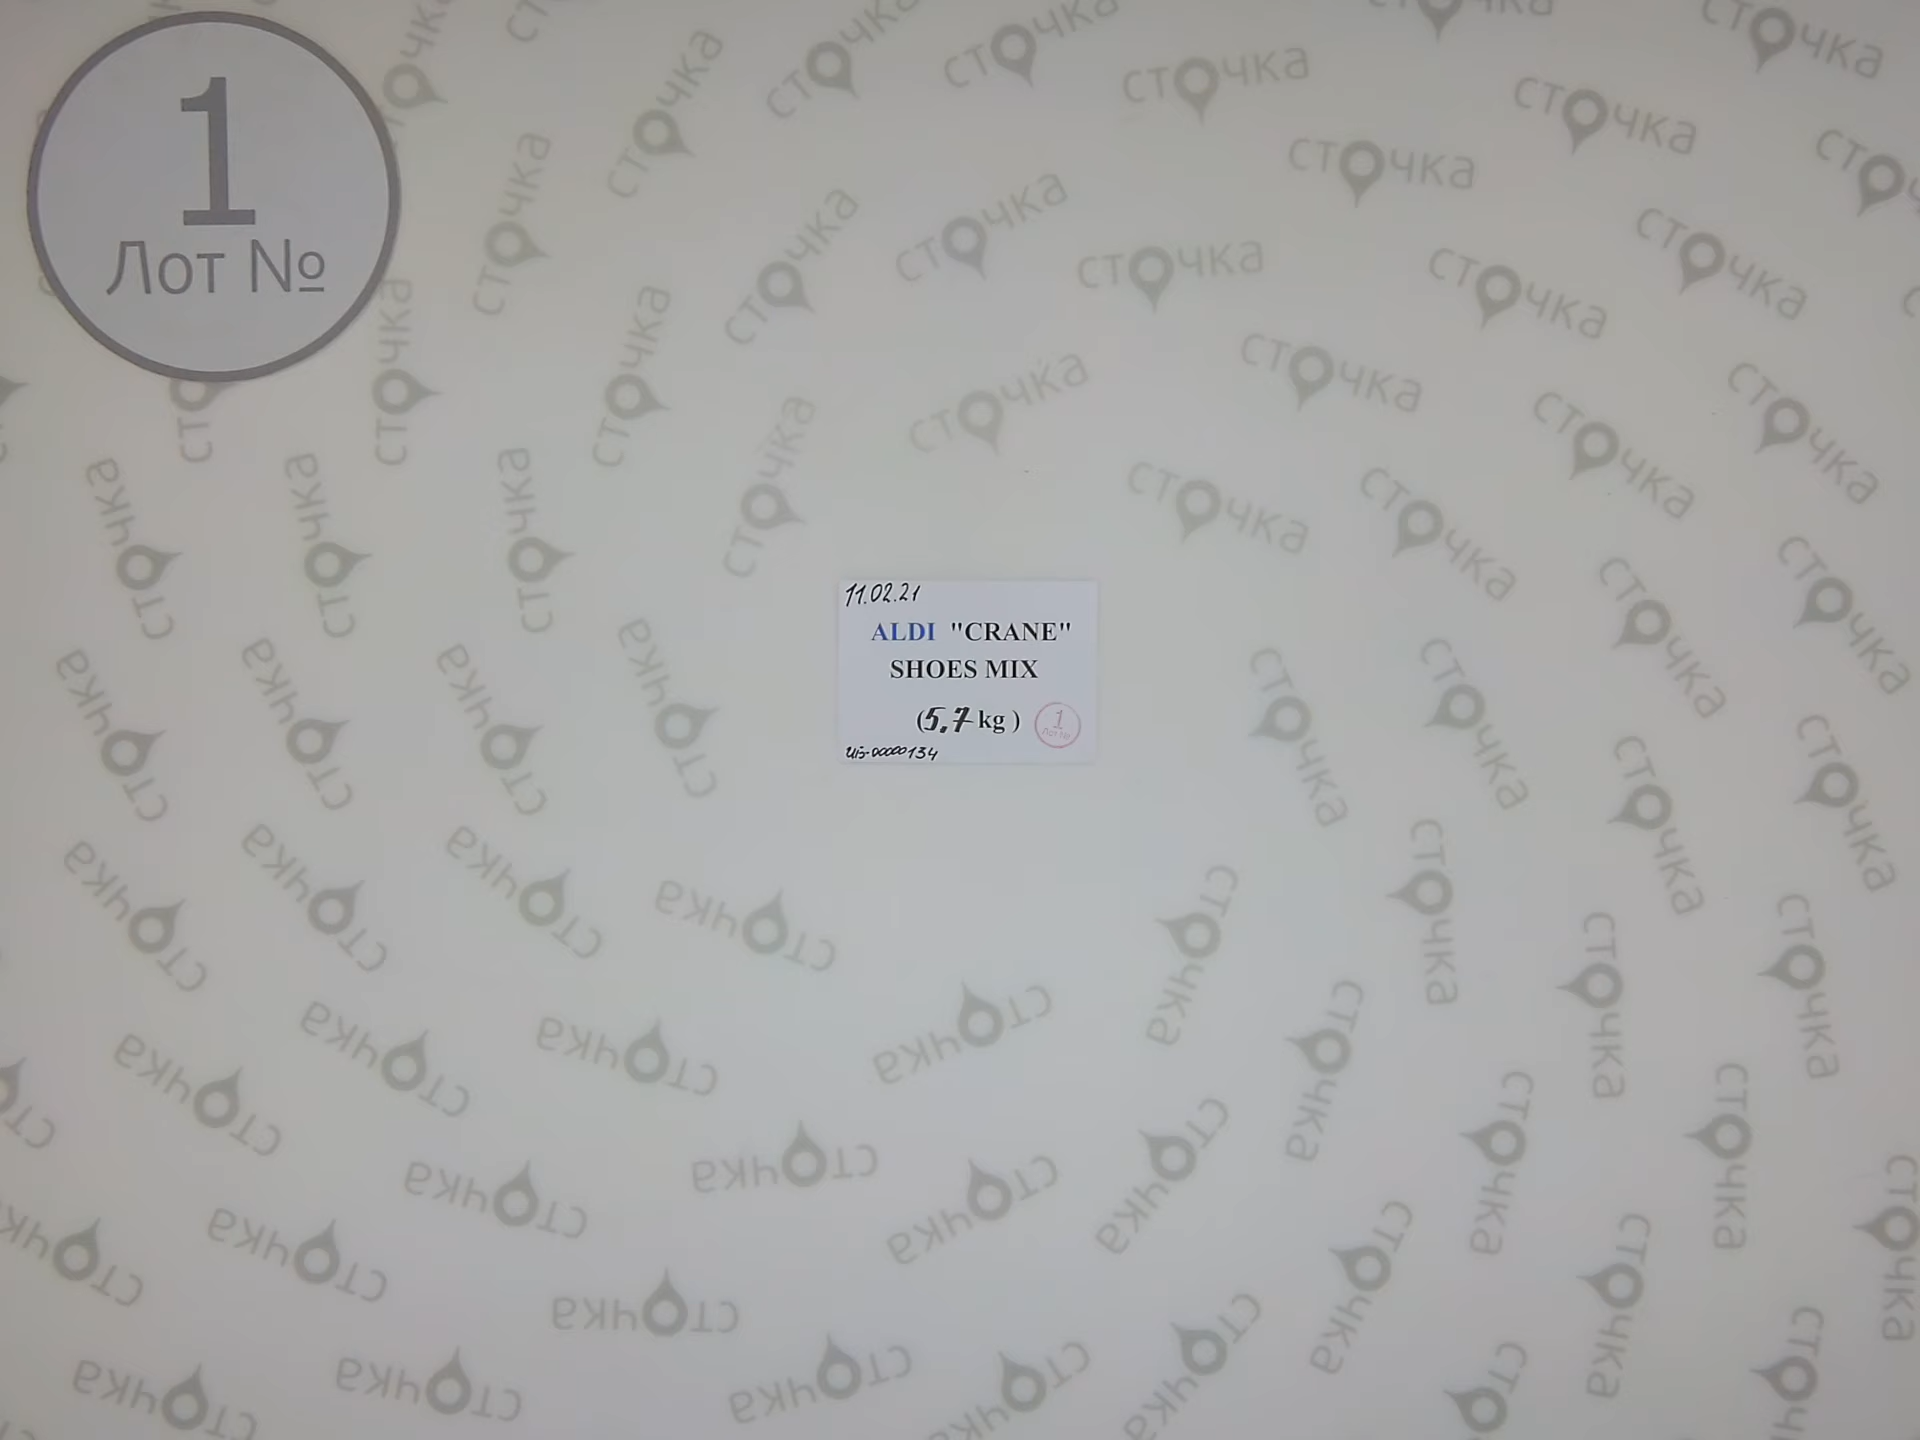 1
Лот №
11.02.21
ALDI "CRANE"
SHOES MIX
(5,7 kg)
1
Лот №
сточка